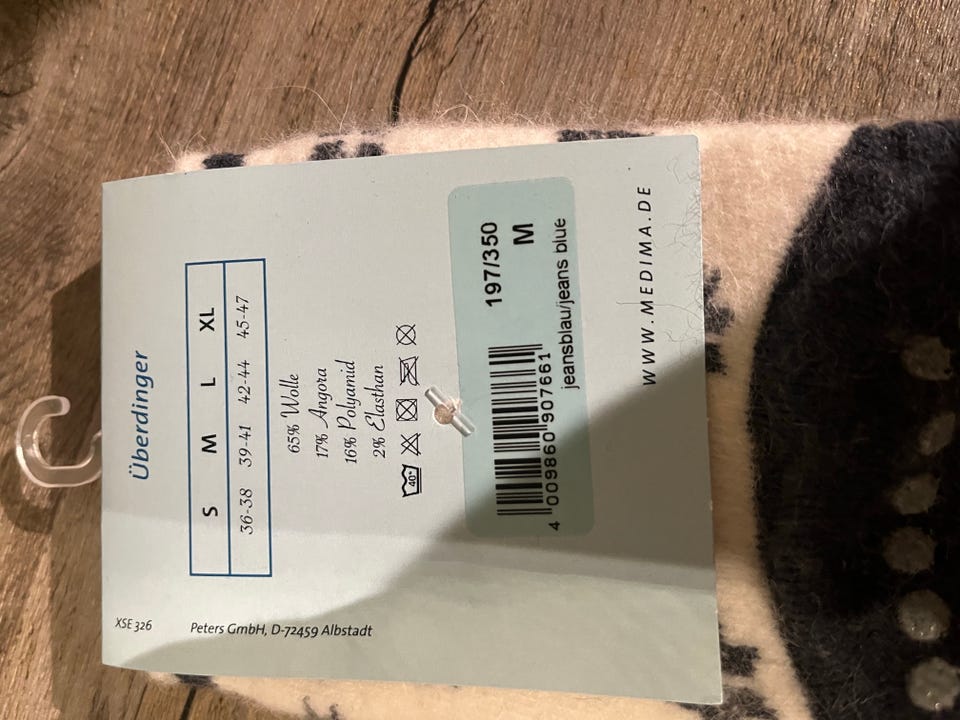 Überdinger
S M L XL
36-38 39-41 42-44 45-47
65% Wolle
17% Angora
16% Polyamid
2% Elasthan
40°
197/350
M
jeansblau/jeans blue
4 009860 907661
WWW.MEDIMA.DE
XSE 326
Peters GmbH, D-72459 Albstadt